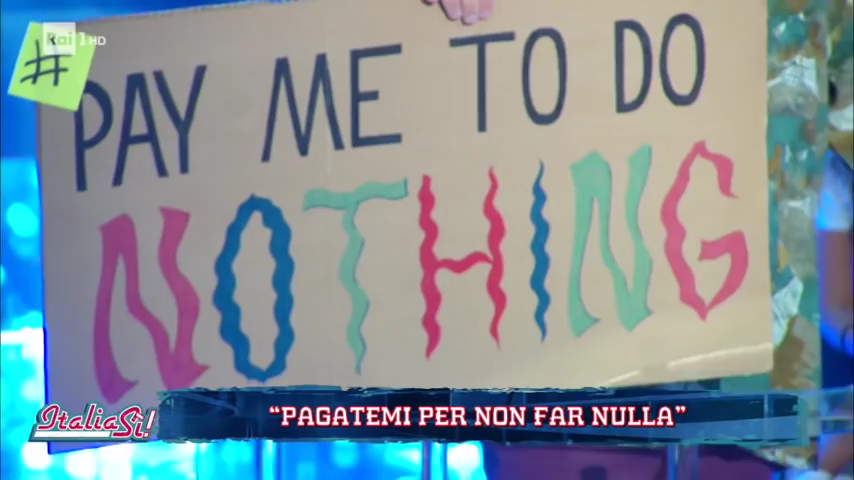 Rai 1 HD
#
PAY ME TO DO
NOTHING
ItaliaSì!
“PAGATEMI PER NON FAR NULLA”